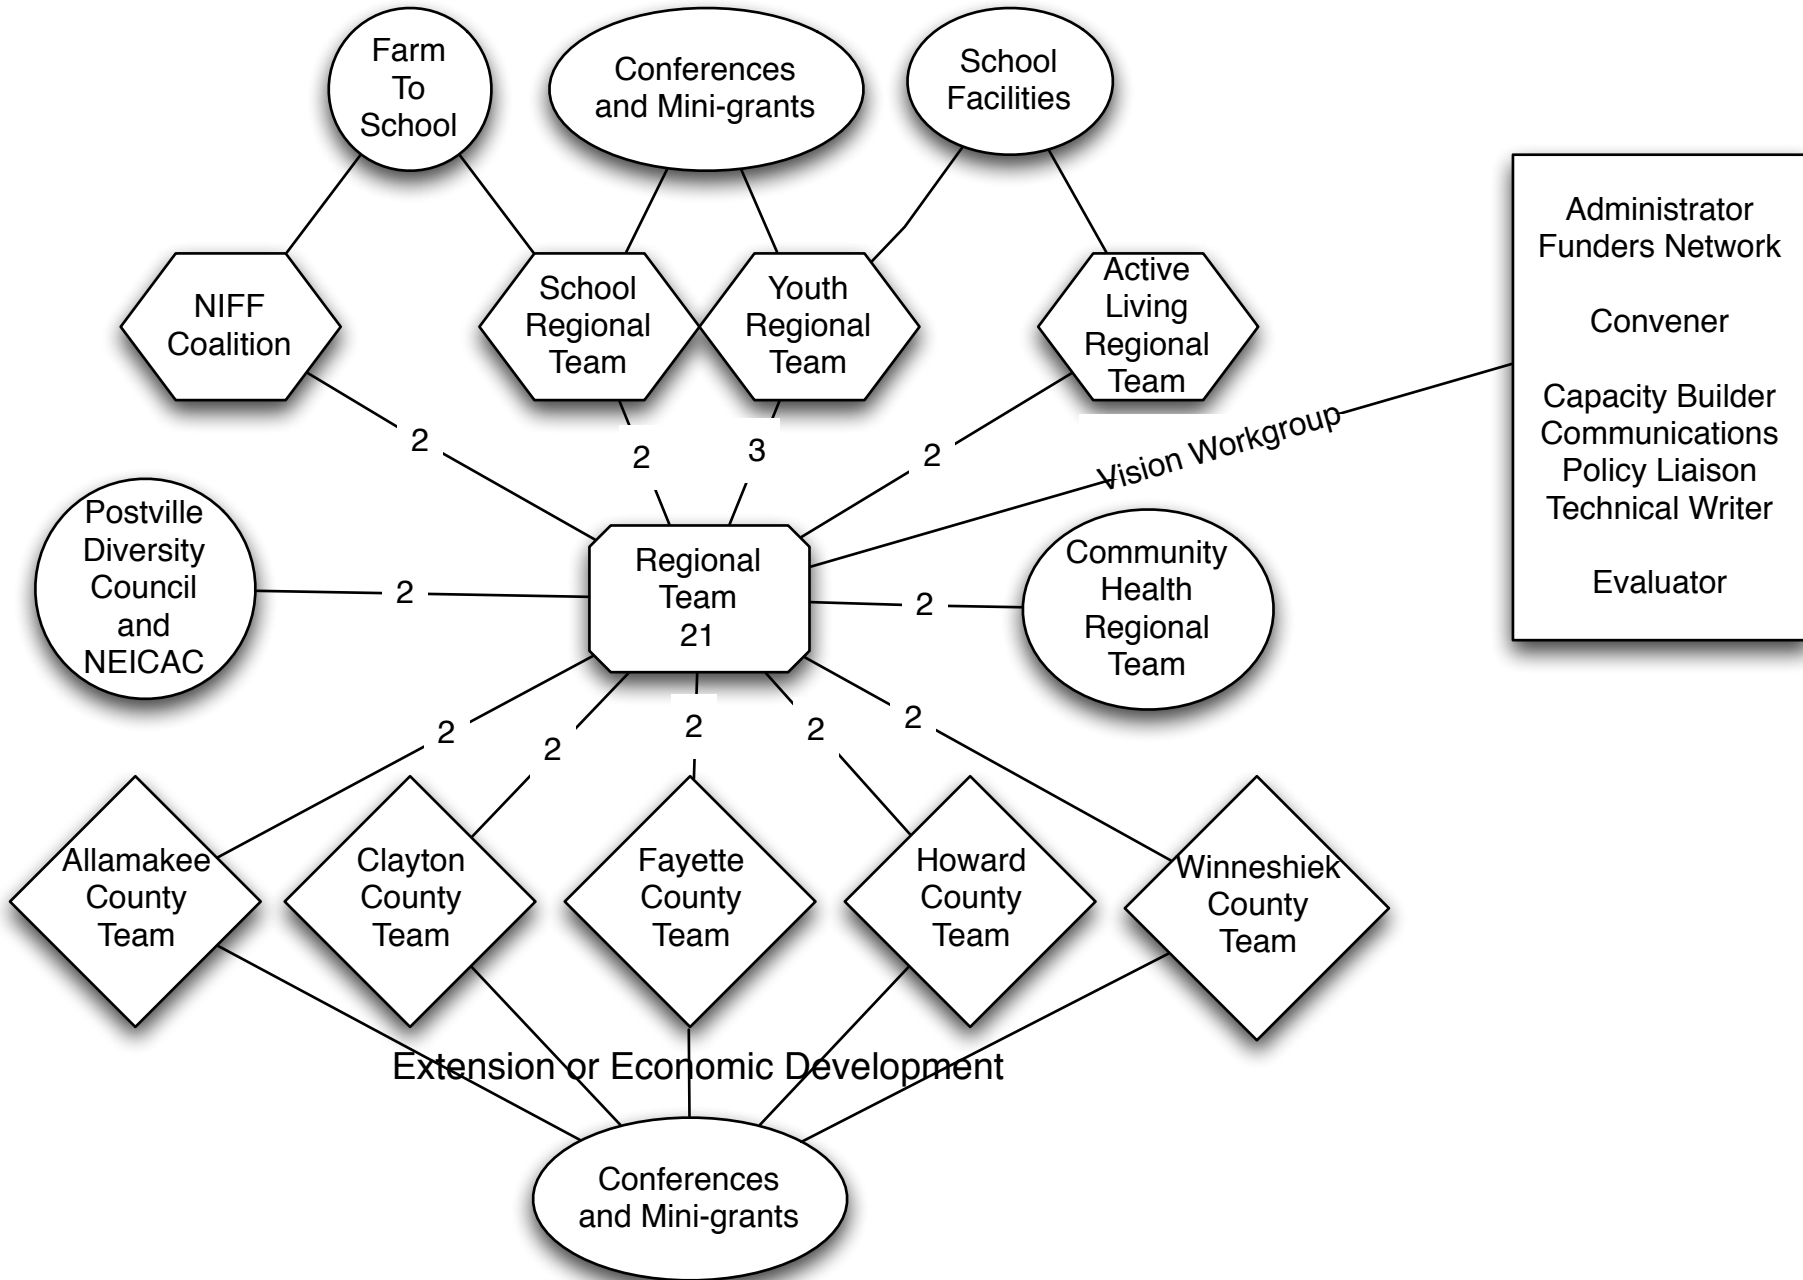 Farm
To
School
Conferences
and Mini-grants
School
Facilities
Administrator
Funders Network
Convener
Capacity Builder
Communications
Policy Liaison
Technical Writer
Evaluator
NIFF
Coalition
School
Regional
Team
Youth
Regional
Team
Active
Living
Regional
Team
2
2
3
2
Vision Workgroup
Postville
Diversity
Council
and
NEICAC
2
Regional
Team
21
2
Community
Health
Regional
Team
2
2
2
2
2
Allamakee
County
Team
Clayton
County
Team
Fayette
County
Team
Howard
County
Team
Winneshiek
County
Team
Extension or Economic Development
Conferences
and Mini-grants